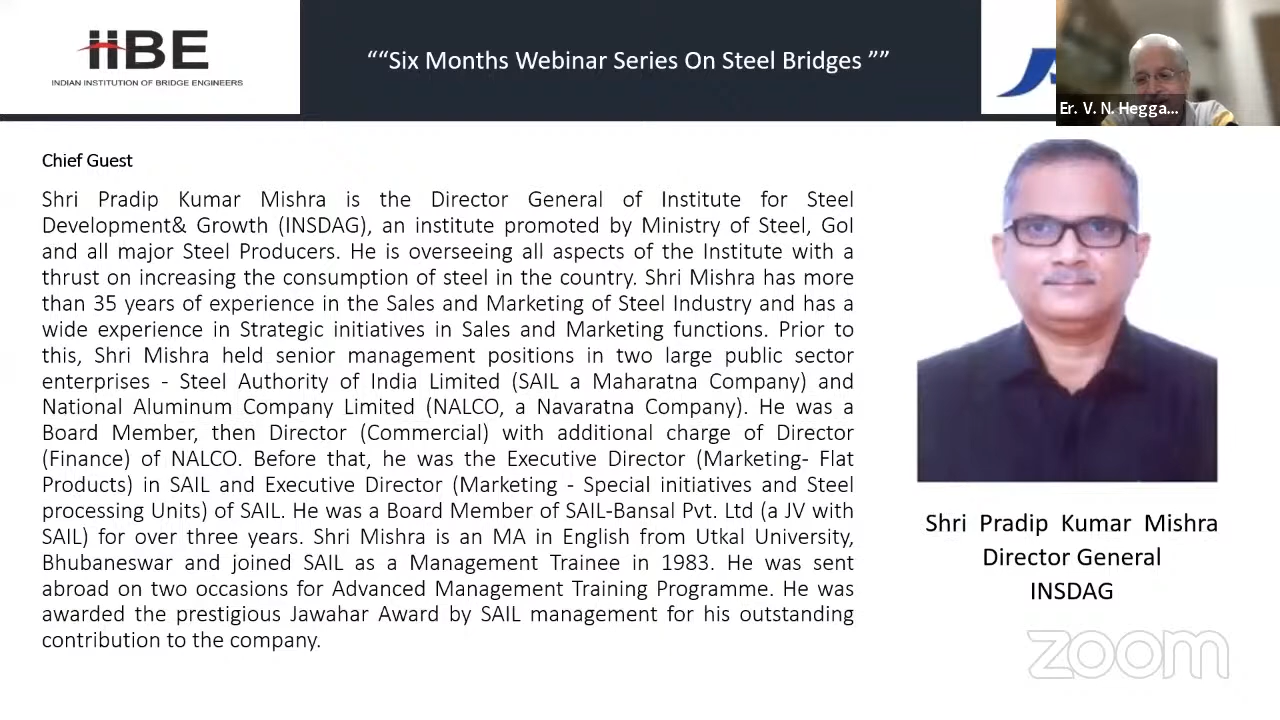 IIBE
INDIAN INSTITUTION OF BRIDGE ENGINEERS
““Six Months Webinar Series On Steel Bridges ””
Er. V. N. Hegga...
Chief Guest
Shri Pradip Kumar Mishra is the Director General of Institute for Steel
Development& Growth (INSDAG), an institute promoted by Ministry of Steel, GoI
and all major Steel Producers. He is overseeing all aspects of the Institute with a
thrust on increasing the consumption of steel in the country. Shri Mishra has more
than 35 years of experience in the Sales and Marketing of Steel Industry and has a
wide experience in Strategic initiatives in Sales and Marketing functions. Prior to
this, Shri Mishra held senior management positions in two large public sector
enterprises - Steel Authority of India Limited (SAIL a Maharatna Company) and
National Aluminum Company Limited (NALCO, a Navaratna Company). He was a
Board Member, then Director (Commercial) with additional charge of Director
(Finance) of NALCO. Before that, he was the Executive Director (Marketing- Flat
Products) in SAIL and Executive Director (Marketing - Special initiatives and Steel
processing Units) of SAIL. He was a Board Member of SAIL-Bansal Pvt. Ltd (a JV with
SAIL) for over three years. Shri Mishra is an MA in English from Utkal University,
Bhubaneswar and joined SAIL as a Management Trainee in 1983. He was sent
abroad on two occasions for Advanced Management Training Programme. He was
awarded the prestigious Jawahar Award by SAIL management for his outstanding
contribution to the company.
Shri Pradip Kumar Mishra
Director General
INSDAG
zoom